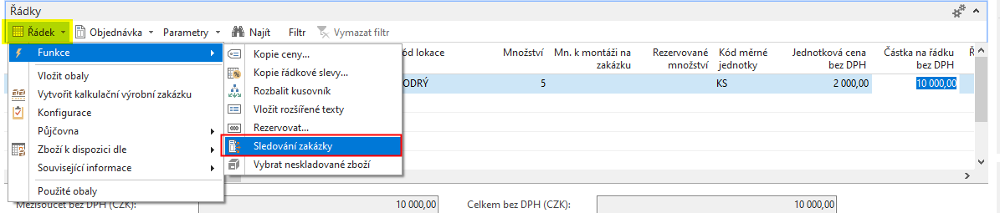 Řádky
Řádek Objednávka Parametry Najít Filtr Vymazat filtr
Funkce
Vložit obaly
Vytvořit kalkulační výrobní zakázku
Konfigurace
Půjčovna
Zboží k dispozici dle
Související informace
Použité obaly
Kopie ceny...
Kopie řádkové slevy...
Rozbalit kusovník
Vložit rozšířené texty
Rezervovat...
Sledování zakázky
Vybrat neskladované zboží
ód lokace Množství Mn. k montáži na zakázku Rezervované množství Kód měrné jednotky Jednotková cena bez DPH Částka na řádku bez DPH
ODRÝ 5 KS 2 000,00 10 000,00
Mezisoučet bez DPH (CZK): 10 000,00 Celkem bez DPH (CZK): 10 000,00